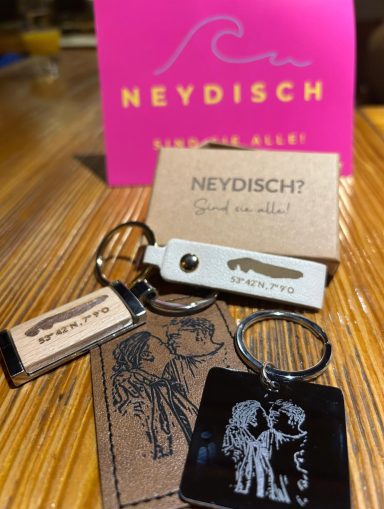 NEYDISCH
SIND SIE ALLE!
NEYDISCH?
Sind sie alle!
53°42'N, 7°9'O
53°42'N, 7°9'O